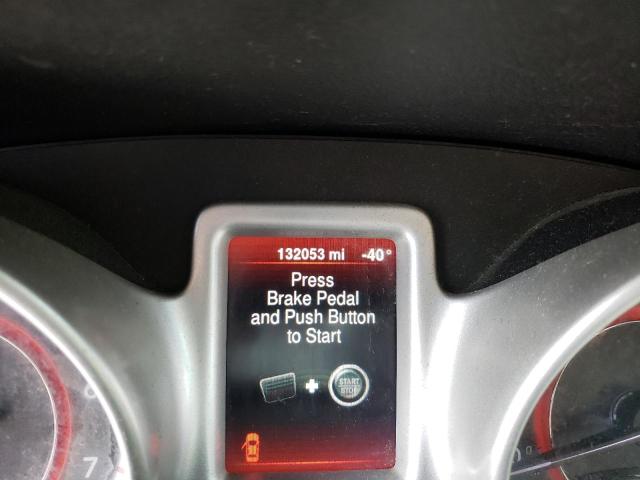 132053 mi -40°
Press
Brake Pedal
and Push Button
to Start
START
STOP
7